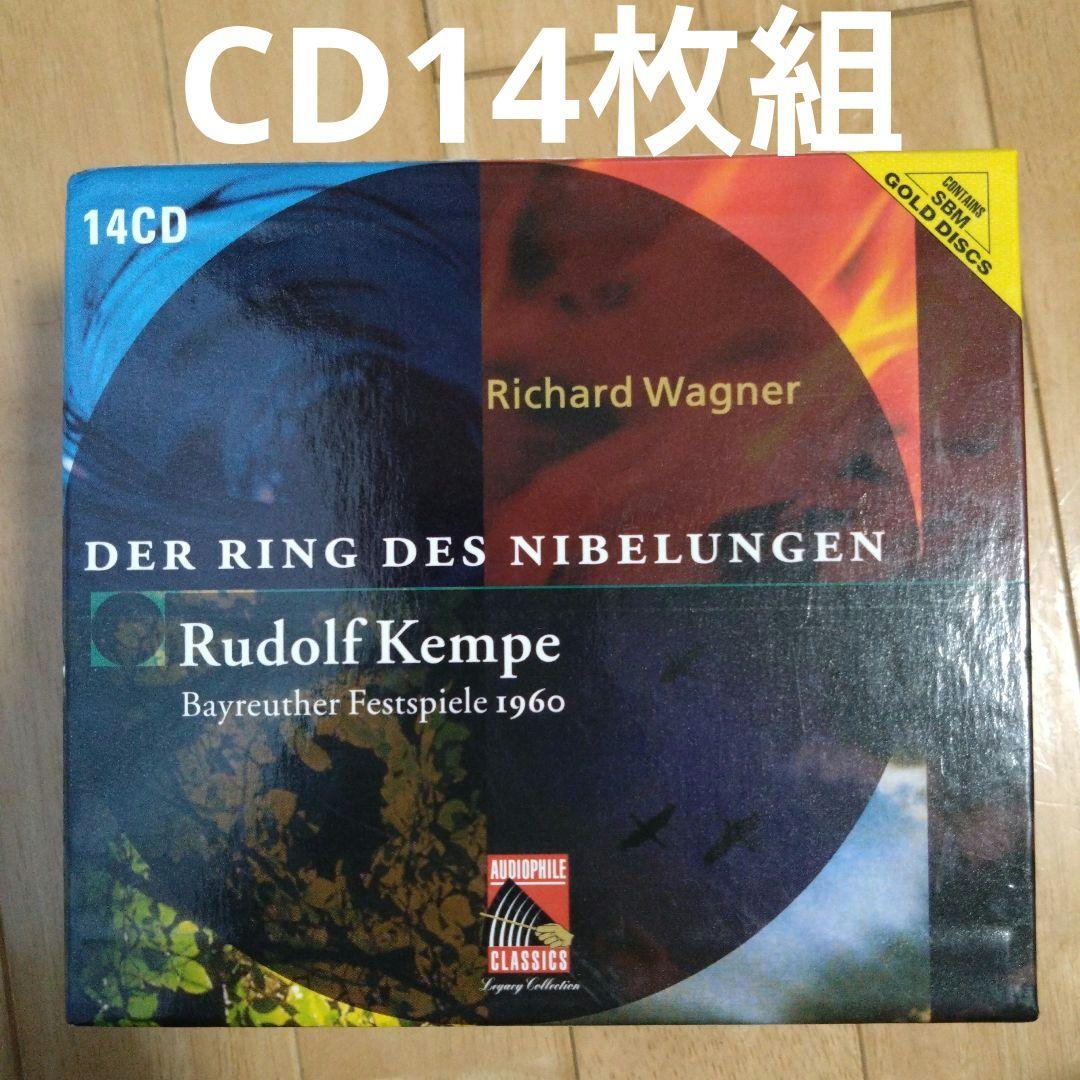 CD14枚組
14CD
CONTAINS
SBM
GOLD DISCS
Richard Wagner
DER RING DES NIBELUNGEN
Rudolf Kempe
Bayreuther Festspiele 1960
AUDIOPHILE
CLASSICS
Legacy Collection